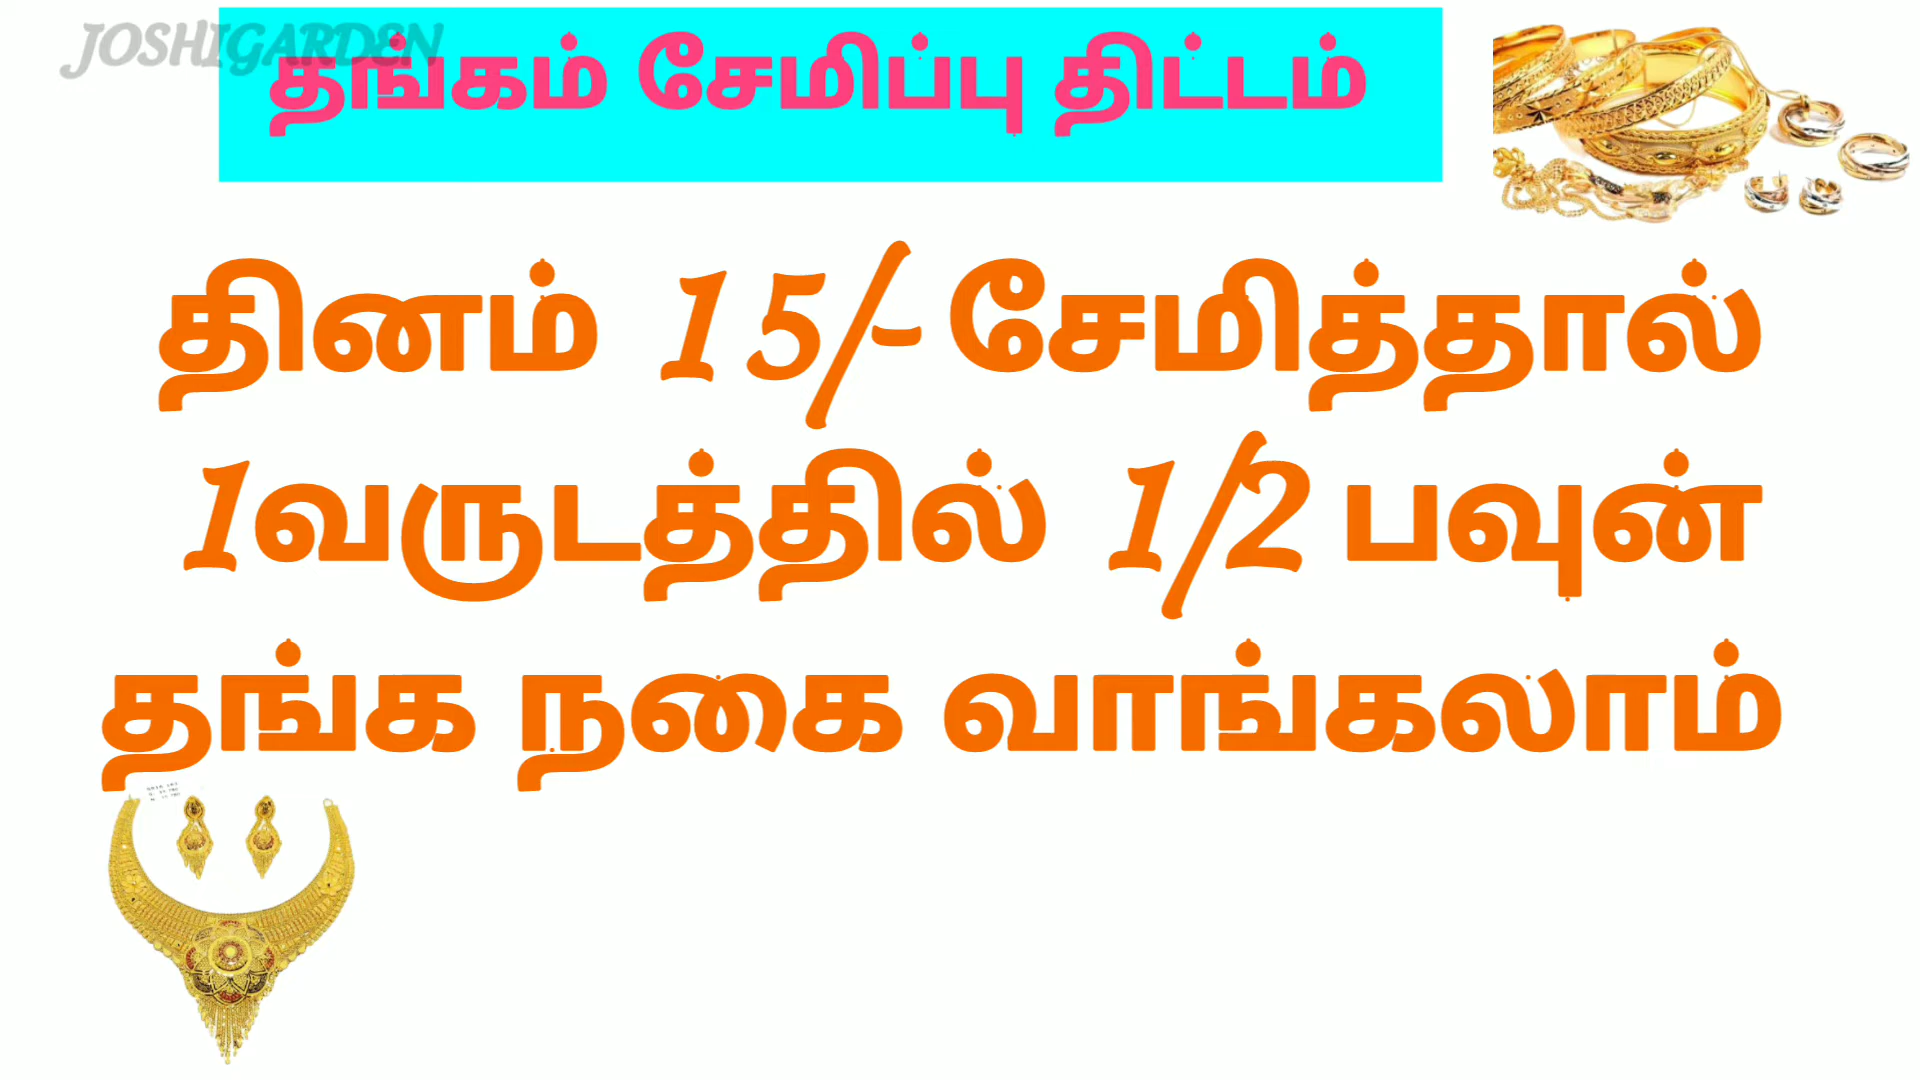 JOSHIGARDEN
தங்கம் சேமிப்பு திட்டம்
தினம் 15/- சேமித்தால்
1வருடத்தில் 1/2 பவுன்
தங்க நகை வாங்கலாம்